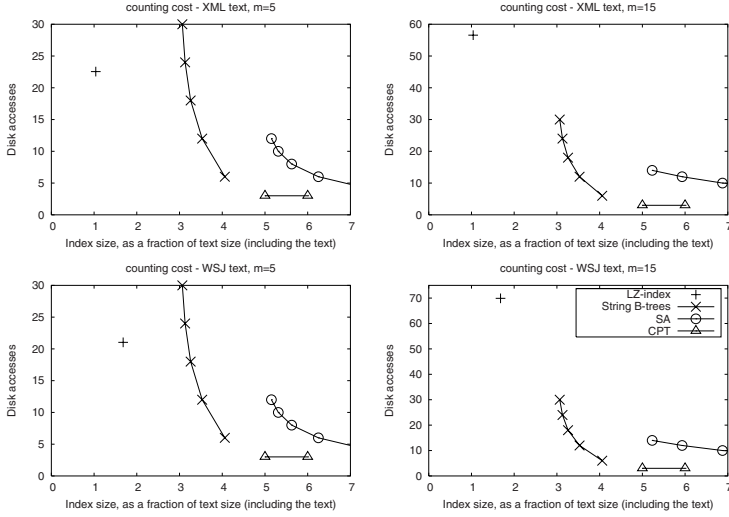 counting cost - XML text, m=5
30
25
20
15
10
5
0
Disk accesses
0 1 2 3 4 5 6 7
Index size, as a fraction of text size (including the text)
counting cost - XML text, m=15
60
50
40
30
20
10
0
Disk accesses
0 1 2 3 4 5 6 7
Index size, as a fraction of text size (including the text)
counting cost - WSJ text, m=5
30
25
20
15
10
5
0
Disk accesses
0 1 2 3 4 5 6 7
Index size, as a fraction of text size (including the text)
counting cost - WSJ text, m=15
70
60
50
40
30
20
10
0
Disk accesses
LZ-index
String B-trees
SA
CPT
0 1 2 3 4 5 6 7
Index size, as a fraction of text size (including the text)